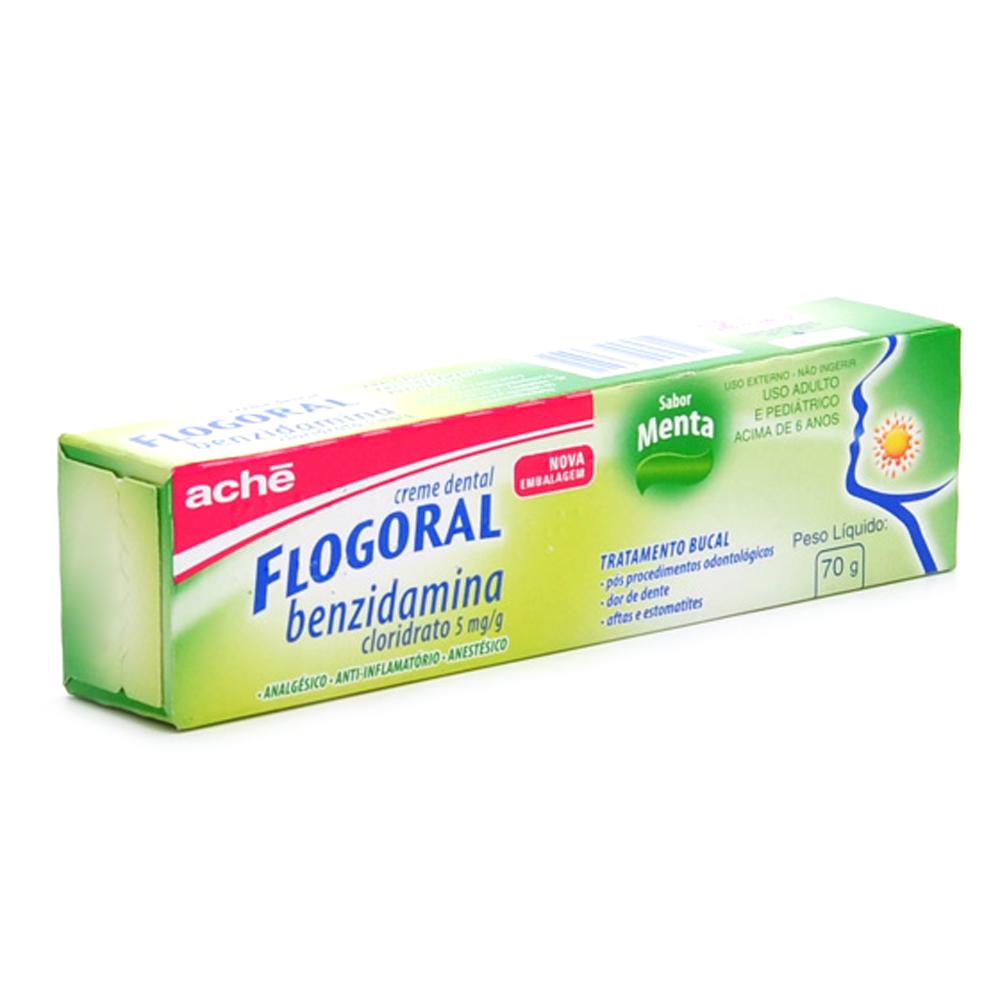 FLOGORAL
benzidamina
aché
creme dental
FLOGORAL
benzidamina
cloridrato 5 mg/g
• ANALGÉSICO • ANTI-INFLAMATÓRIO • ANESTÉSICO
NOVA
EMBALAGEM
Sabor
Menta
USO EXTERNO - NÃO INGERIR
USO ADULTO
E PEDIÁTRICO
ACIMA DE 6 ANOS
TRATAMENTO BUCAL
• pós procedimentos odontológicos
• dor de dente
• aftas e estomatites
Peso Líquido:
70 g